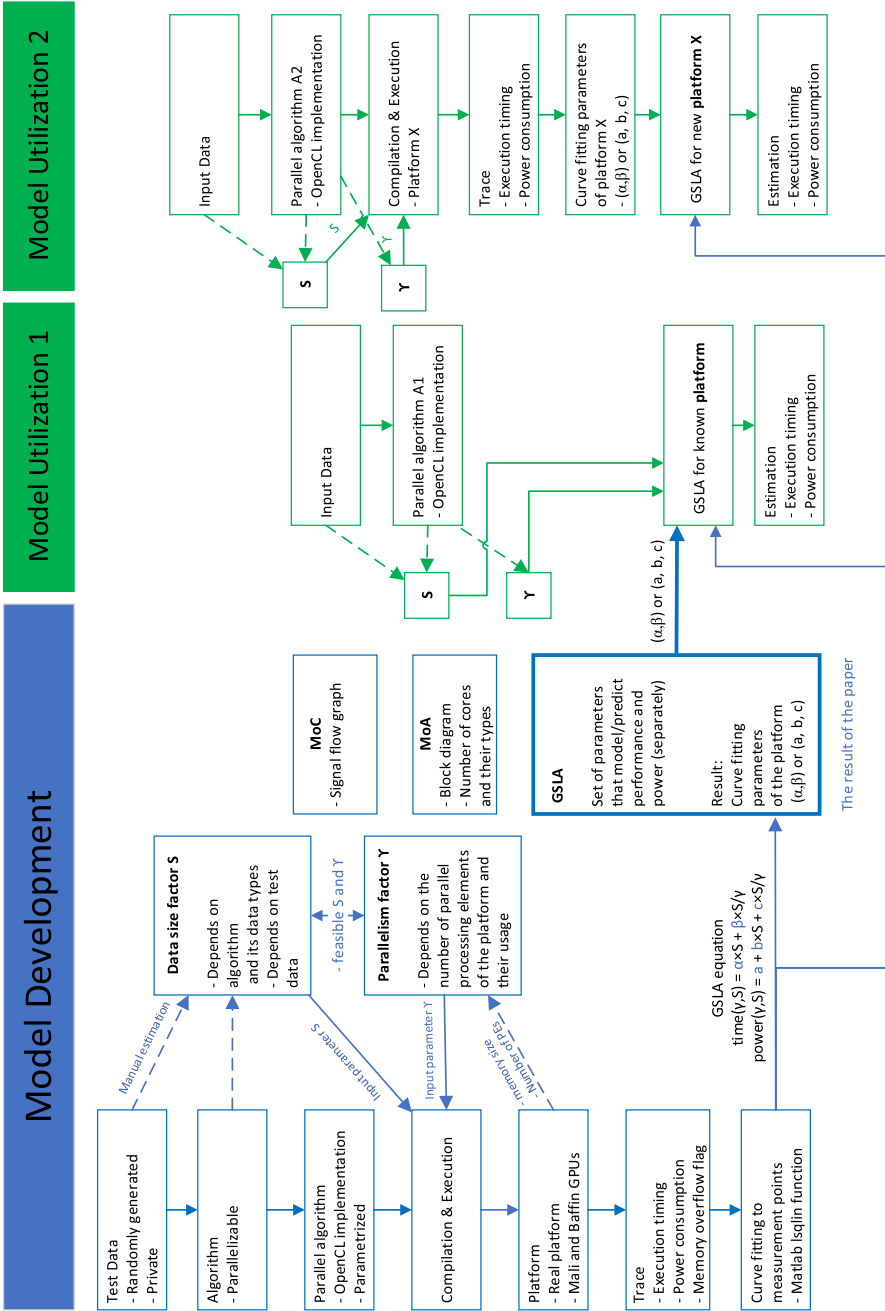 Model Development
Test Data
- Randomly generated
- Private
Algorithm
- Parallelizable
Parallel algorithm
- OpenCL implementation
- Parametrized
Compilation & Execution
Platform
- Real platform
- Mali and Baffin GPUs
Trace
- Execution timing
- Power consumption
- Memory overflow flag
Curve fitting to
measurement points
- Matlab lsqlin function
Manual estimation
Input parameter S
Input parameter ϒ
- memory size
- Number of PEs
Data size factor S
- Depends on
algorithm
and its data types
- Depends on test
data
- feasible S and ϒ
Parallelism factor ϒ
- Depends on the
number of parallel
processing elements
of the platform and
their usage
GSLA equation
time(γ,S) = α×S + β×S/γ
power(γ,S) = a + b×S + c×S/γ
MoC
- Signal flow graph
MoA
- Block diagram
- Number of cores
and their types
GSLA
Set of parameters
that model/predict
performance and
power (separately)
Result:
Curve fitting
parameters
of the platform
(α,β) or (a, b, c)
The result of the paper
(α,β) or (a, b, c)
Model Utilization 1
Input Data
Parallel algorithm A1
- OpenCL implementation
S
ϒ
GSLA for known platform
Estimation
- Execution timing
- Power consumption
Model Utilization 2
Input Data
Parallel algorithm A2
- OpenCL implementation
S
ϒ
S
ϒ
Compilation & Execution
- Platform X
Trace
- Execution timing
- Power consumption
Curve fitting parameters
of platform X
- (α,β) or (a, b, c)
GSLA for new platform X
Estimation
- Execution timing
- Power consumption